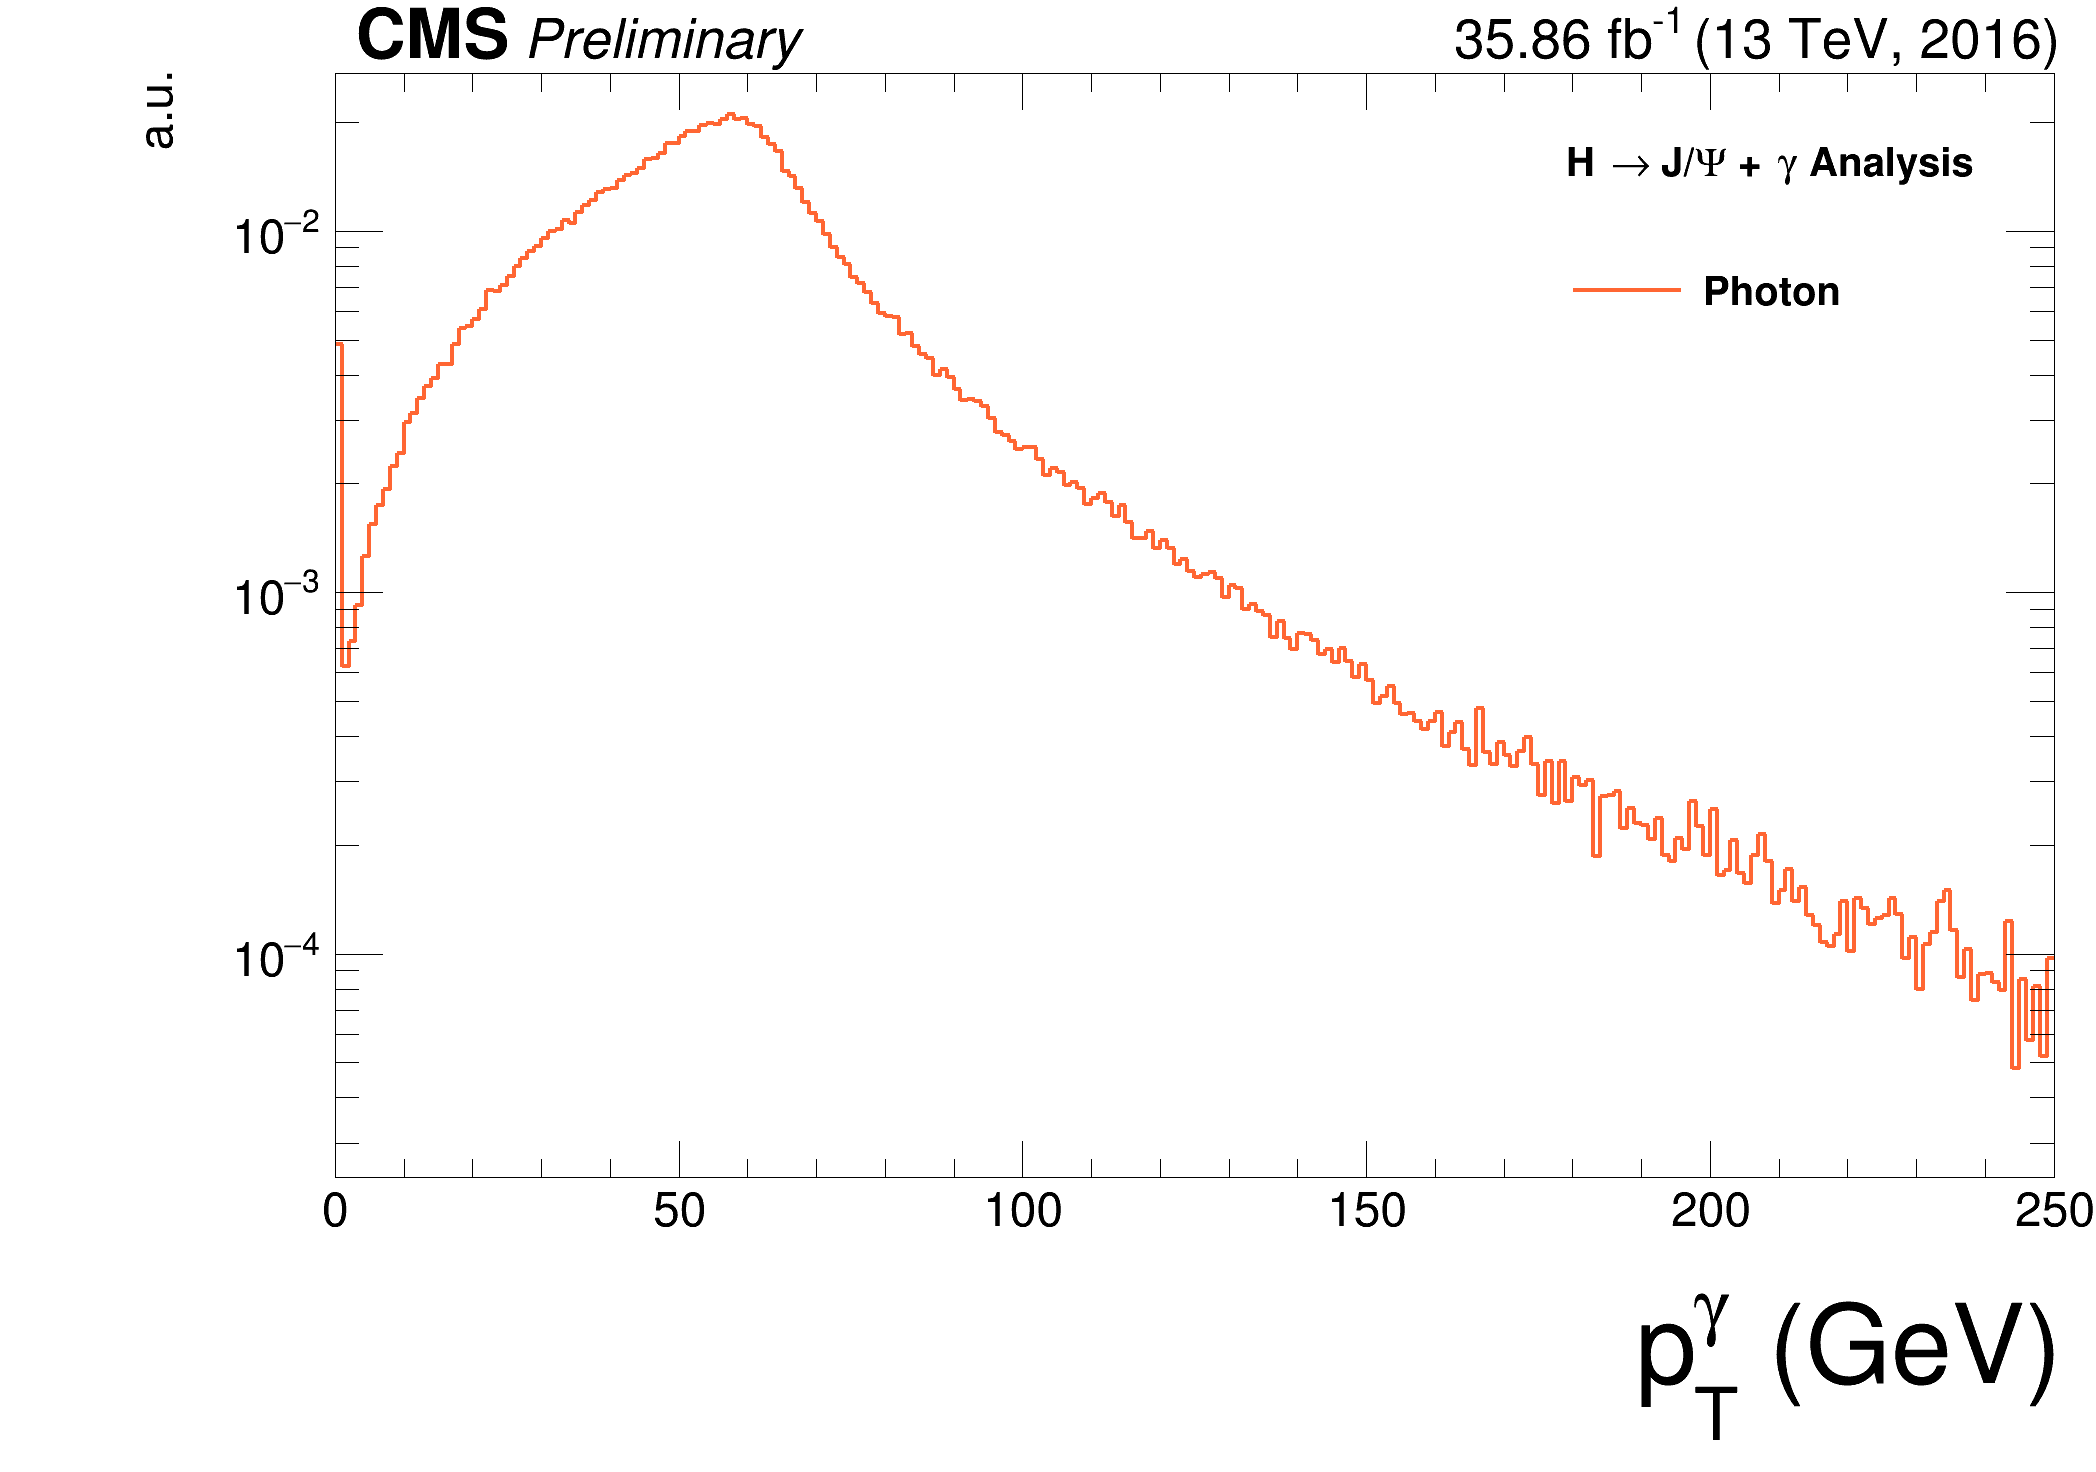 CMS Preliminary
35.86 fb⁻¹ (13 TeV, 2016)
a.u.
H → J/Ψ + γ Analysis
Photon
10⁻²
10⁻³
10⁻⁴
0 50 100 150 200 250
p_T^γ (GeV)